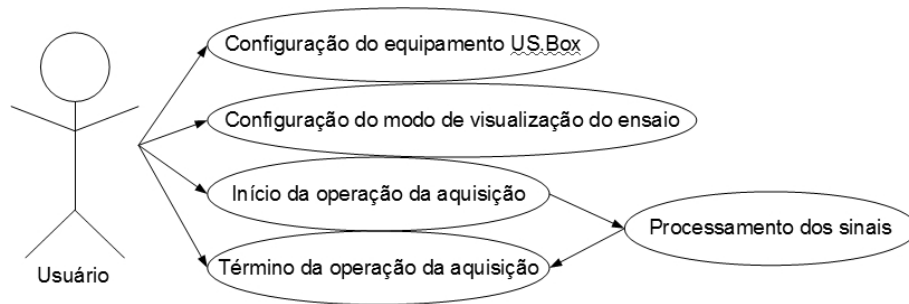 Configuração do equipamento US.Box
Configuração do modo de visualização do ensaio
Início da operação da aquisição
Processamento dos sinais
Término da operação da aquisição
Usuário